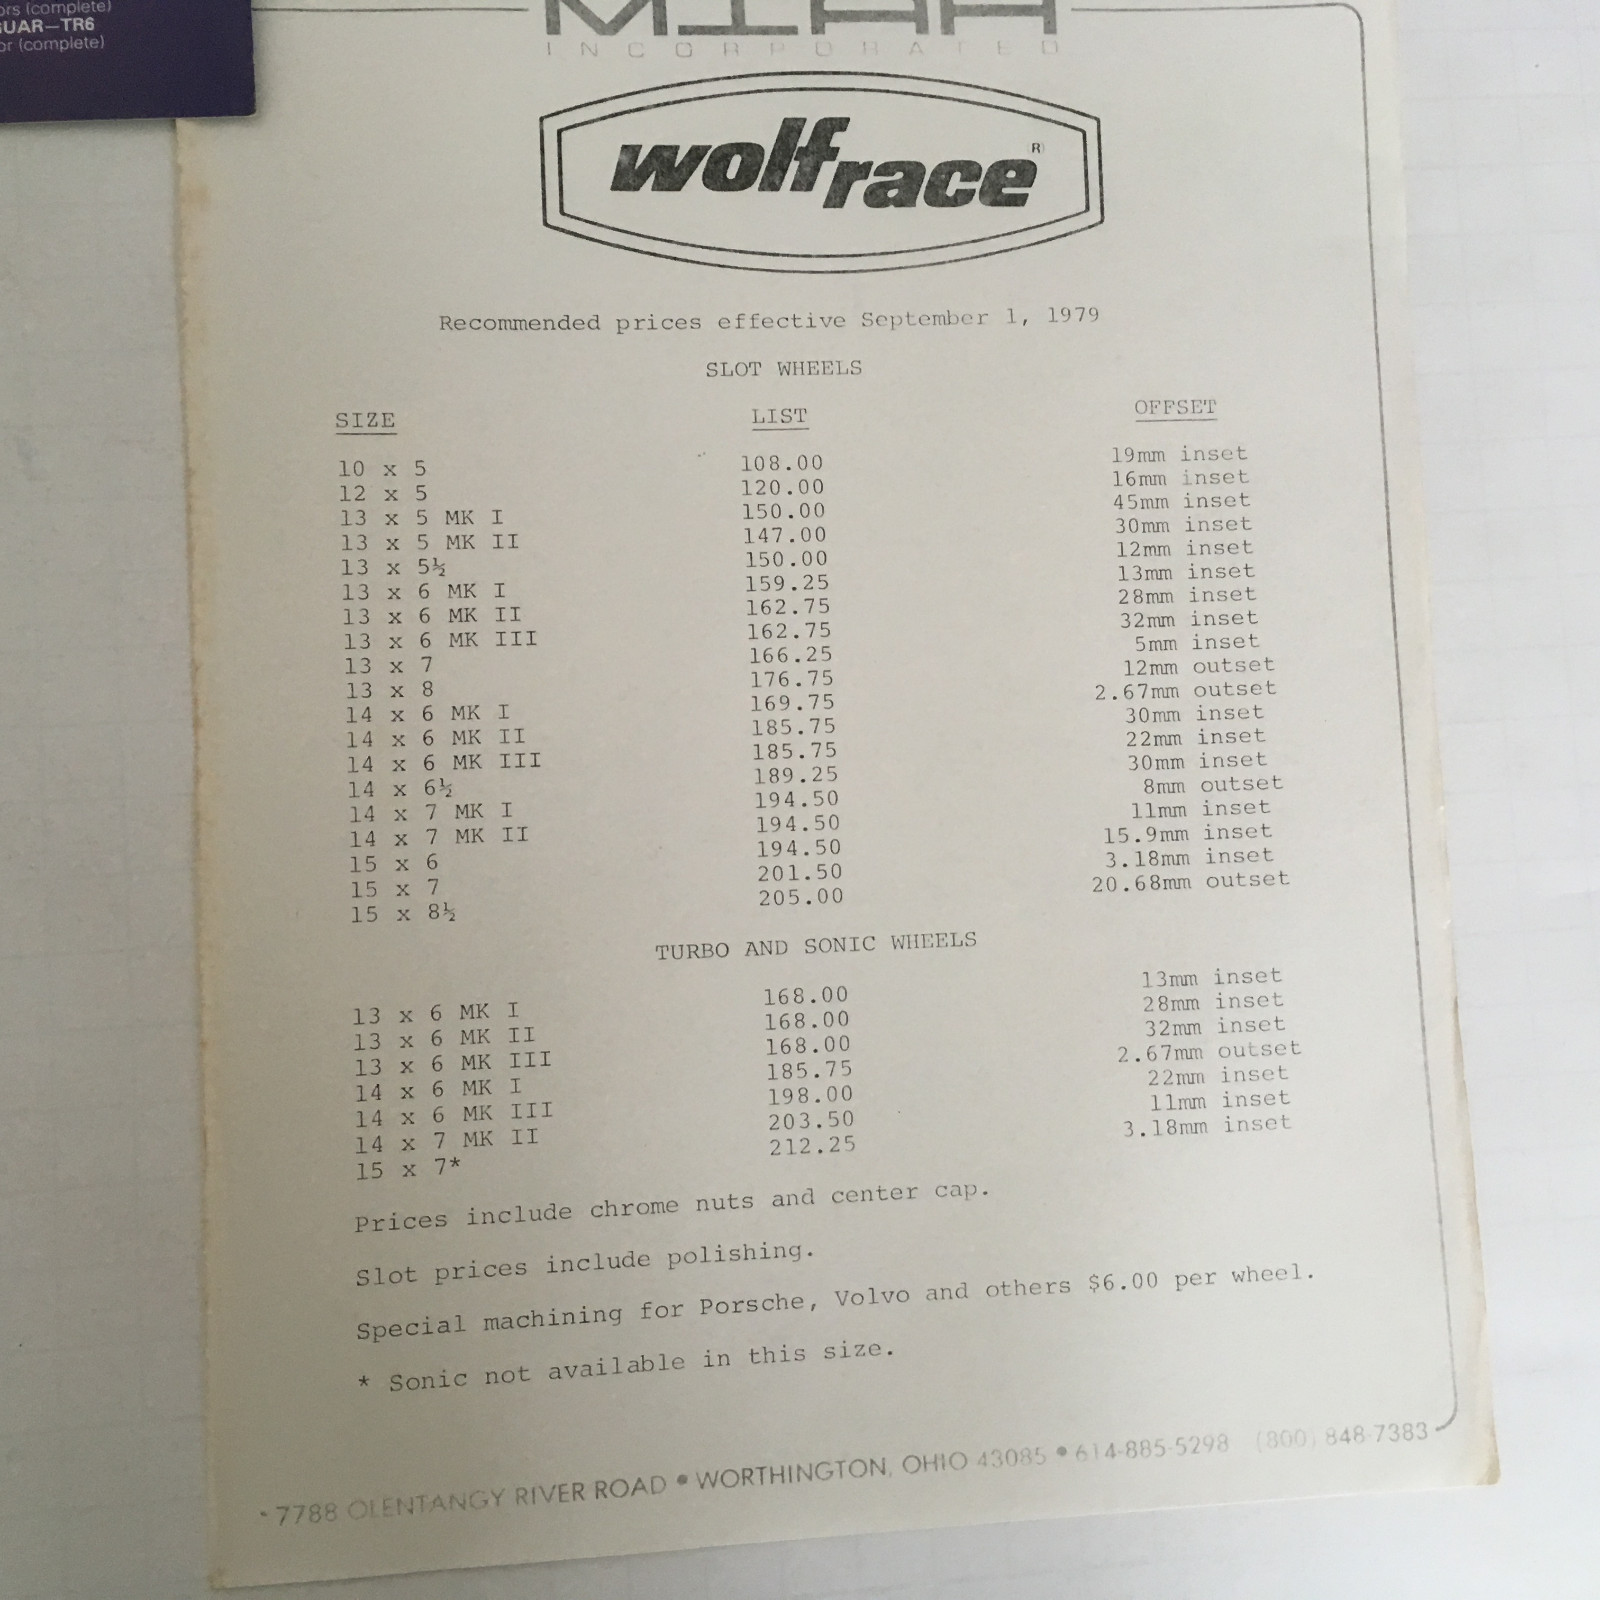 (complete)
TR6
(complete)
INCORPORATED
wolfrace ®
Recommended prices effective September 1, 1979
SLOT WHEELS
SIZE LIST OFFSET
10 x 5 108.00 19mm inset
12 x 5 120.00 16mm inset
13 x 5 MK I 150.00 45mm inset
13 x 5 MK II 147.00 30mm inset
13 x 5½ 150.00 12mm inset
13 x 6 MK I 159.25 13mm inset
13 x 6 MK II 162.75 28mm inset
13 x 6 MK III 162.75 32mm inset
13 x 7 166.25 5mm inset
13 x 8 176.75 12mm outset
14 x 6 MK I 169.75 2.67mm outset
14 x 6 MK II 185.75 30mm inset
14 x 6 MK III 185.75 22mm inset
14 x 6½ 189.25 30mm inset
14 x 7 MK I 194.50 8mm outset
14 x 7 MK II 194.50 11mm inset
15 x 6 194.50 15.9mm inset
15 x 7 201.50 3.18mm inset
15 x 8½ 205.00 20.68mm outset
TURBO AND SONIC WHEELS
13 x 6 MK I 168.00 13mm inset
13 x 6 MK II 168.00 28mm inset
13 x 6 MK III 168.00 32mm inset
14 x 6 MK I 185.75 2.67mm outset
14 x 6 MK III 198.00 22mm inset
14 x 7 MK II 203.50 11mm inset
15 x 7* 212.25 3.18mm inset
Prices include chrome nuts and center cap.
Slot prices include polishing.
Special machining for Porsche, Volvo and others $6.00 per wheel.
* Sonic not available in this size.
7788 OLENTANGY RIVER ROAD • WORTHINGTON, OHIO 43085 • 614-885-5298 (800) 848-7383